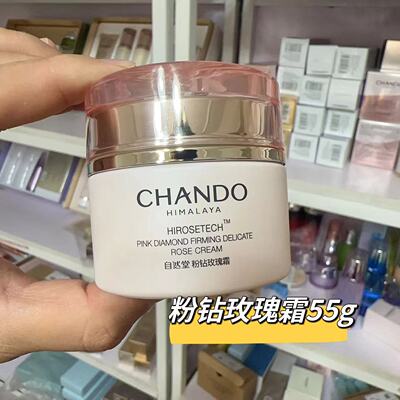 CHANDO
CHANDO
HIMALAYA
HIROSETECH™
PINK DIAMOND FIRMING DELICATE
ROSE CREAM
自然堂 粉钻玫瑰霜
粉钻玫瑰霜55g